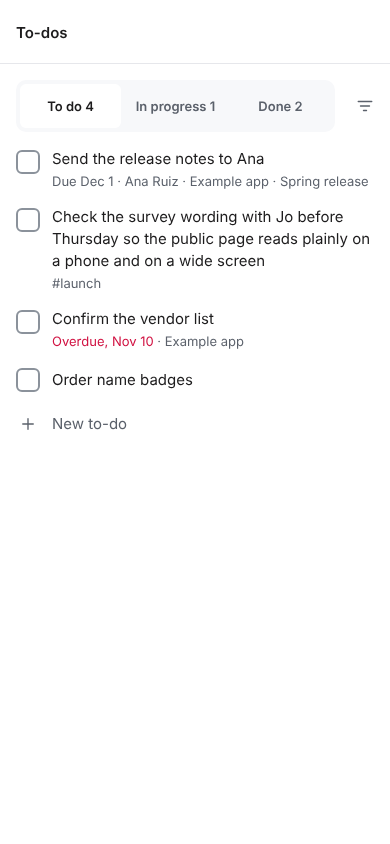 To-dos
To do 4
In progress 1
Done 2
Send the release notes to Ana
Due Dec 1 · Ana Ruiz · Example app · Spring release
Check the survey wording with Jo before
Thursday so the public page reads plainly on
a phone and on a wide screen
#launch
Confirm the vendor list
Overdue, Nov 10 · Example app
Order name badges
New to-do